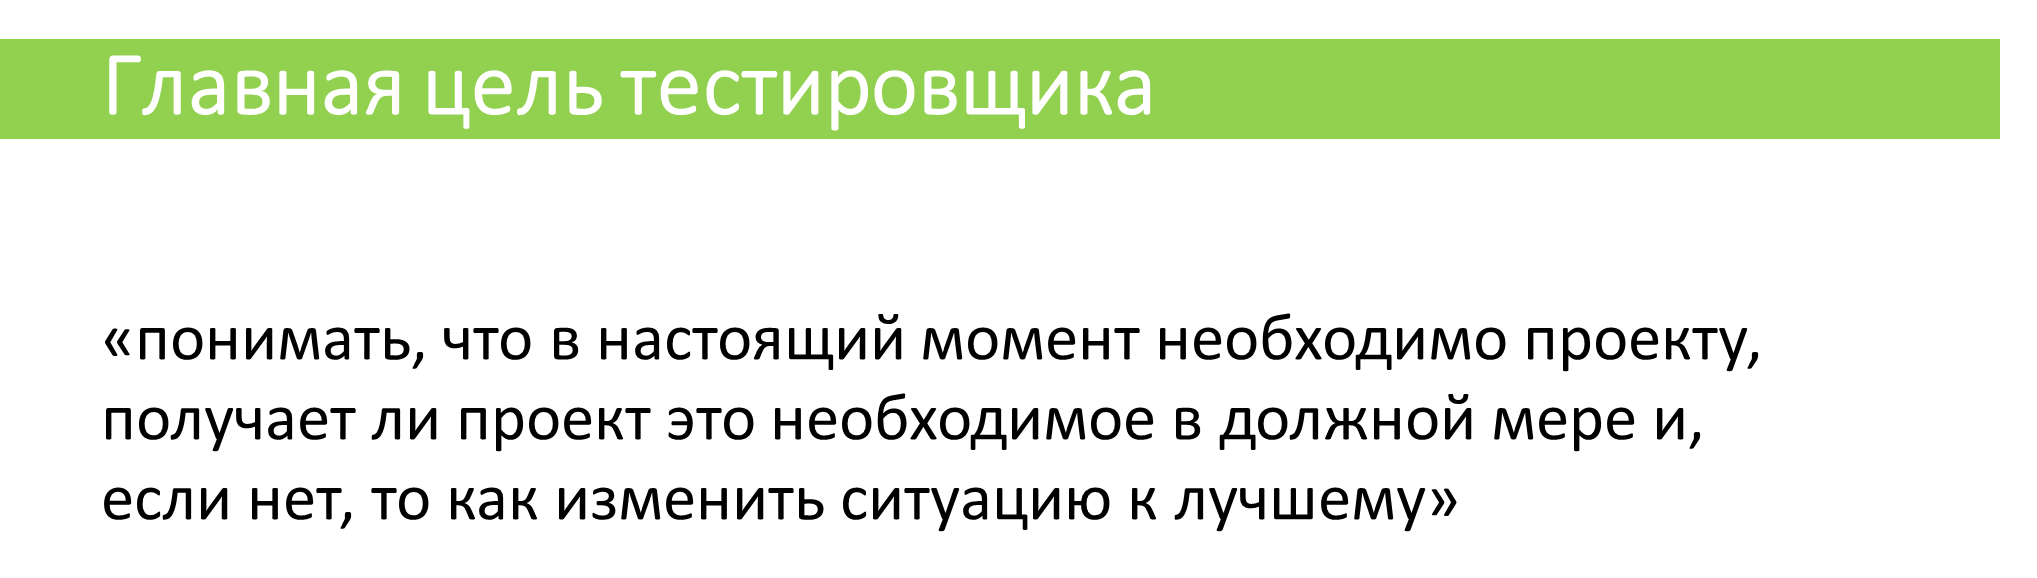 Главная цель тестировщика
«понимать, что в настоящий момент необходимо проекту,
получает ли проект это необходимое в должной мере и,
если нет, то как изменить ситуацию к лучшему»